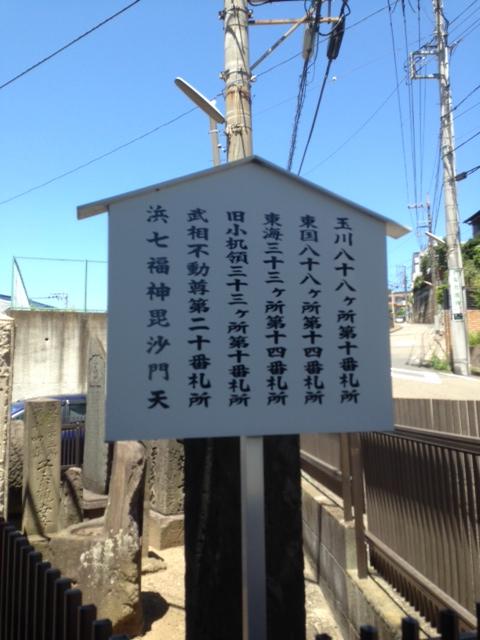 玉川八十八ヶ所第十番札所
東国八十八ヶ所第十四番札所
東海三十三ヶ所第十四番札所
旧小机領三十三ヶ所第十番札所
武相不動尊第二十番札所
浜七福神毘沙門天